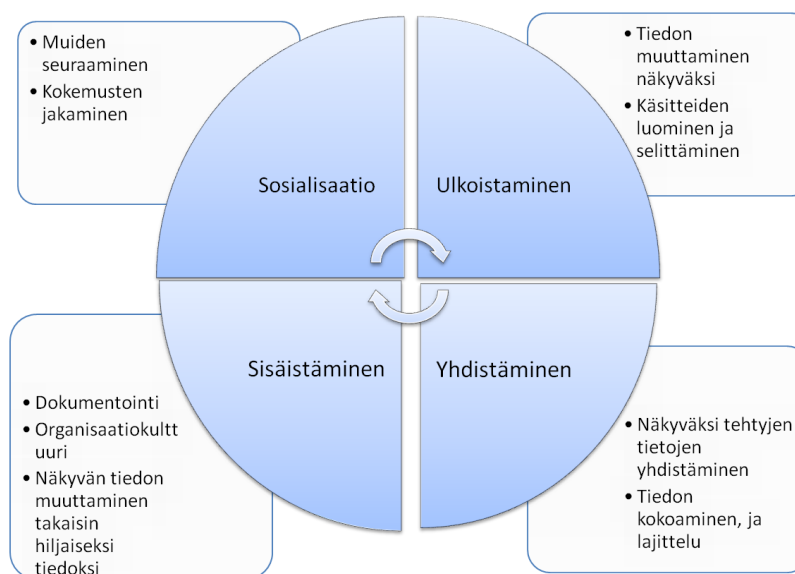 • Muiden
seuraaminen
• Kokemusten
jakaminen
• Tiedon
muuttaminen
näkyväksi
• Käsitteiden
luominen ja
selittäminen
Sosialisaatio
Ulkoistaminen
Sisäistäminen
Yhdistäminen
• Dokumentointi
• Organisaatiokultt
uuri
• Näkyvän tiedon
muuttaminen
takaisin
hiljaiseksi
tiedoksi
• Näkyväksi tehtyjen
tietojen
yhdistäminen
• Tiedon
kokoaminen, ja
lajittelu